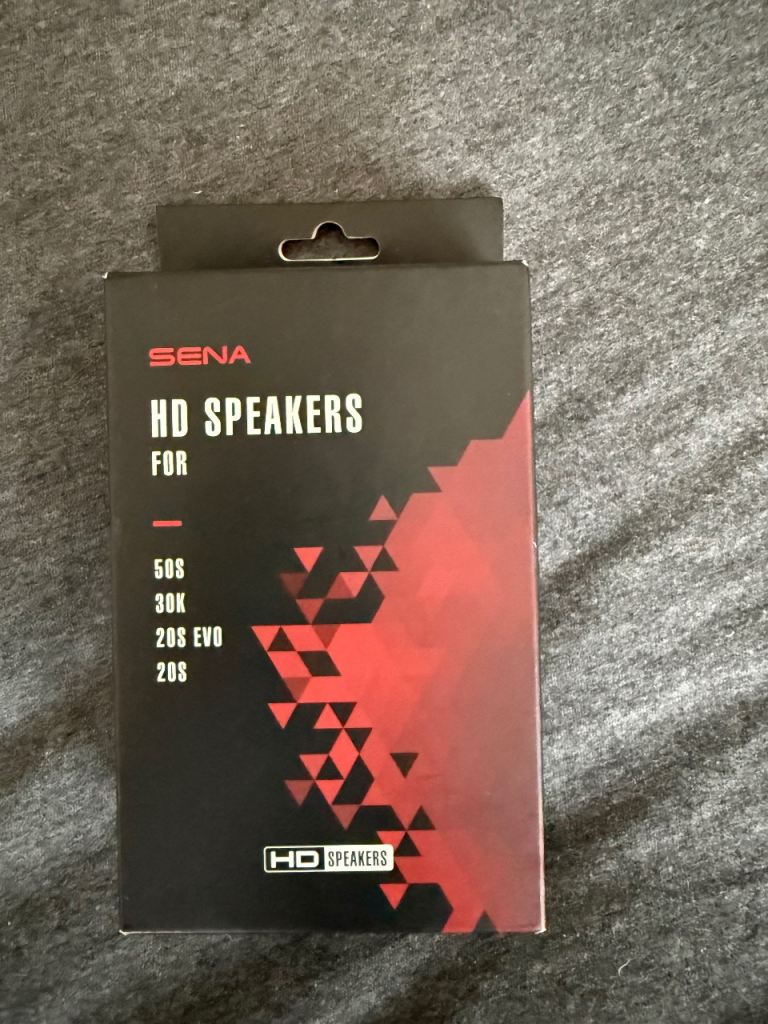 SENA
HD SPEAKERS
FOR
50S
30K
20S EVO
20S
HD SPEAKERS